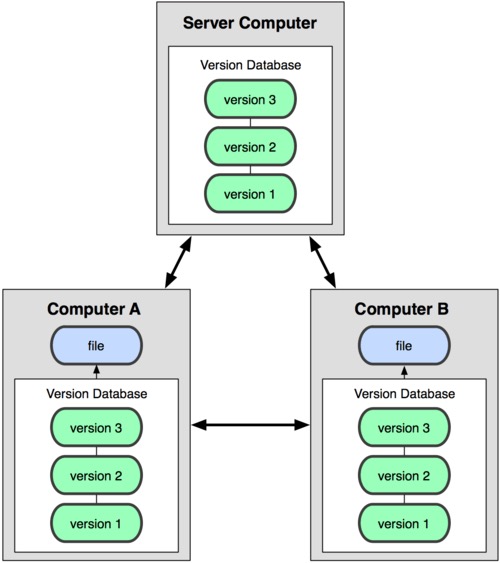 Server Computer
Version Database
version 3
version 2
version 1
Computer A
file
Version Database
version 3
version 2
version 1
Computer B
file
Version Database
version 3
version 2
version 1